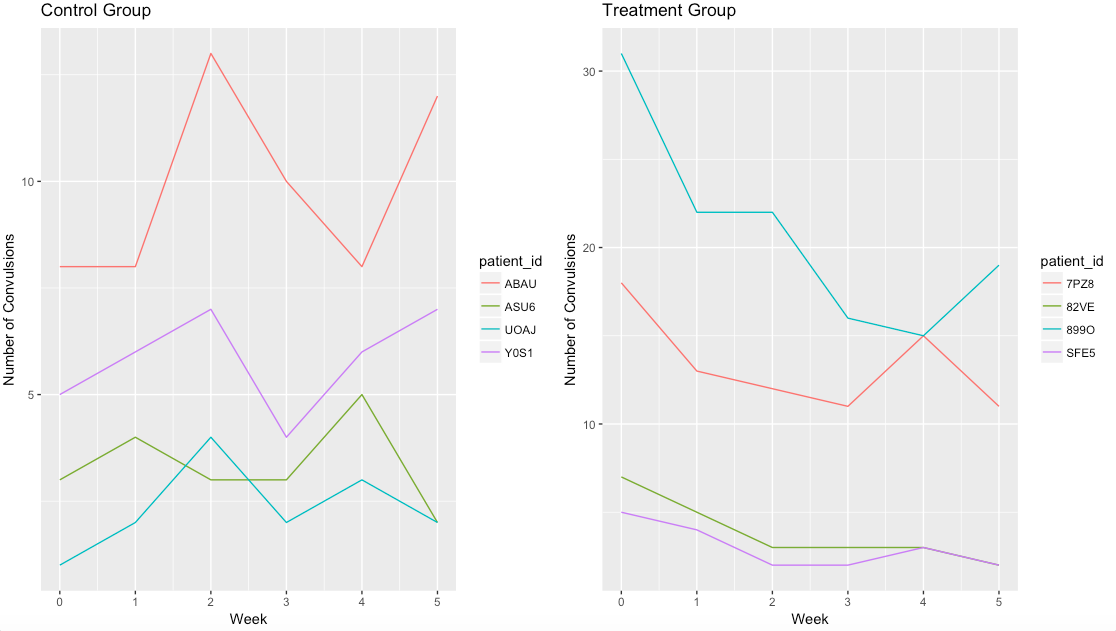 Control Group
Number of Convulsions
10
5
0 1 2 3 4 5
Week
patient_id
ABAU
ASU6
UOAJ
Y0S1
Treatment Group
Number of Convulsions
30
20
10
0 1 2 3 4 5
Week
patient_id
7PZ8
82VE
899O
SFE5